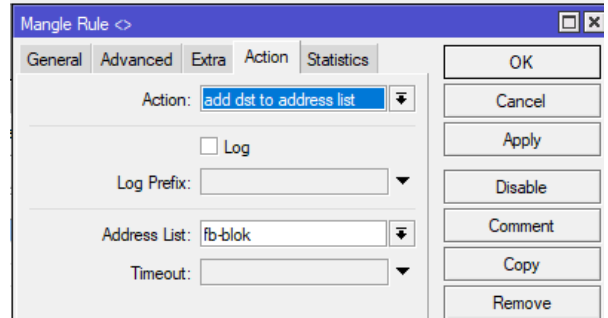 Mangle Rule <>
General Advanced Extra Action Statistics
Action: add dst to address list
Log
Log Prefix:
Address List: fb-blok
Timeout:
OK
Cancel
Apply
Disable
Comment
Copy
Remove